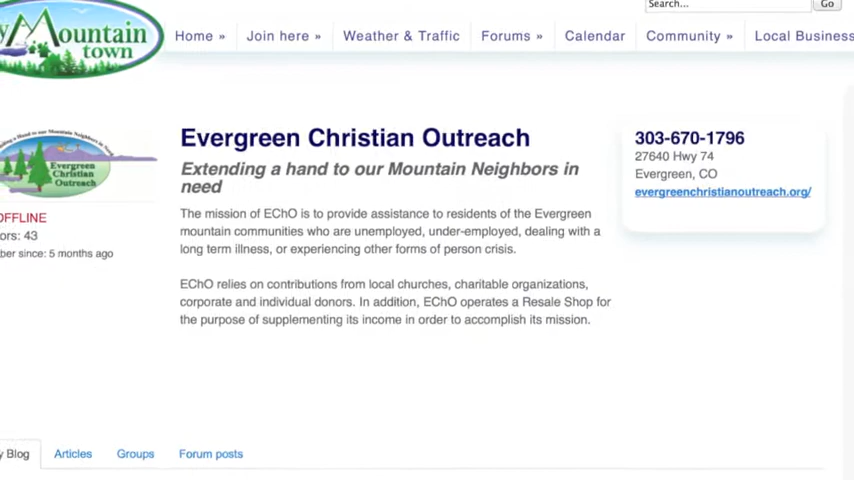 Search...
Go
Mountain
town
Home »
Join here »
Weather & Traffic
Forums »
Calendar
Community »
Local Business
Evergreen
Christian
Outreach
OFFLINE
ors: 43
ber since: 5 months ago
Evergreen Christian Outreach
Extending a hand to our Mountain Neighbors in
need
The mission of EChO is to provide assistance to residents of the Evergreen
mountain communities who are unemployed, under-employed, dealing with a
long term illness, or experiencing other forms of person crisis.
EChO relies on contributions from local churches, charitable organizations,
corporate and individual donors. In addition, EChO operates a Resale Shop for
the purpose of supplementing its income in order to accomplish its mission.
303-670-1796
27640 Hwy 74
Evergreen, CO
evergreenchristianoutreach.org/
y Blog
Articles
Groups
Forum posts